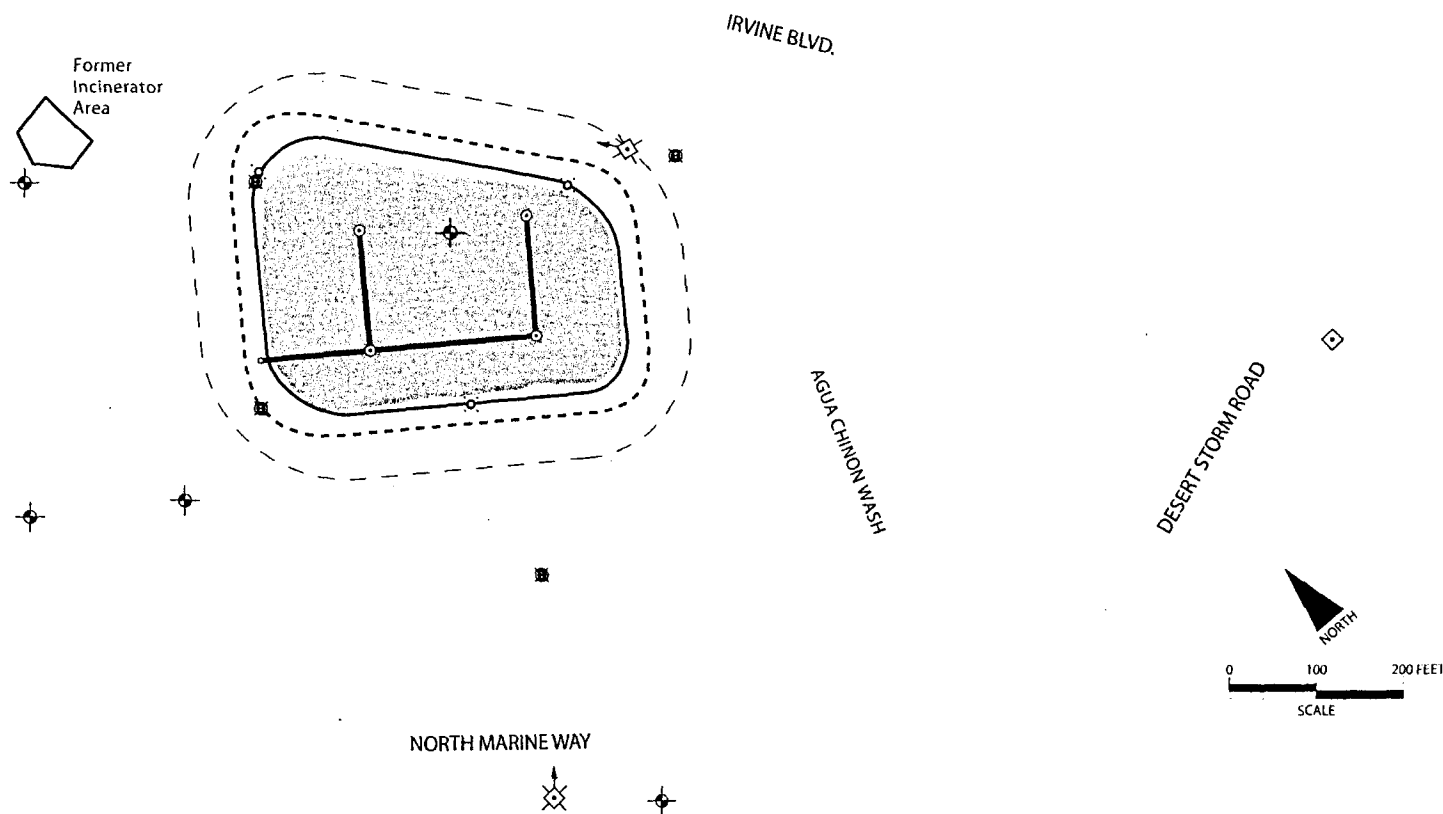 IRVINE BLVD.
Former
Incinerator
Area
AGUA CHINON WASH
DESERT STORM ROAD
NORTH
0 100 200 FEET
SCALE
NORTH MARINE WAY